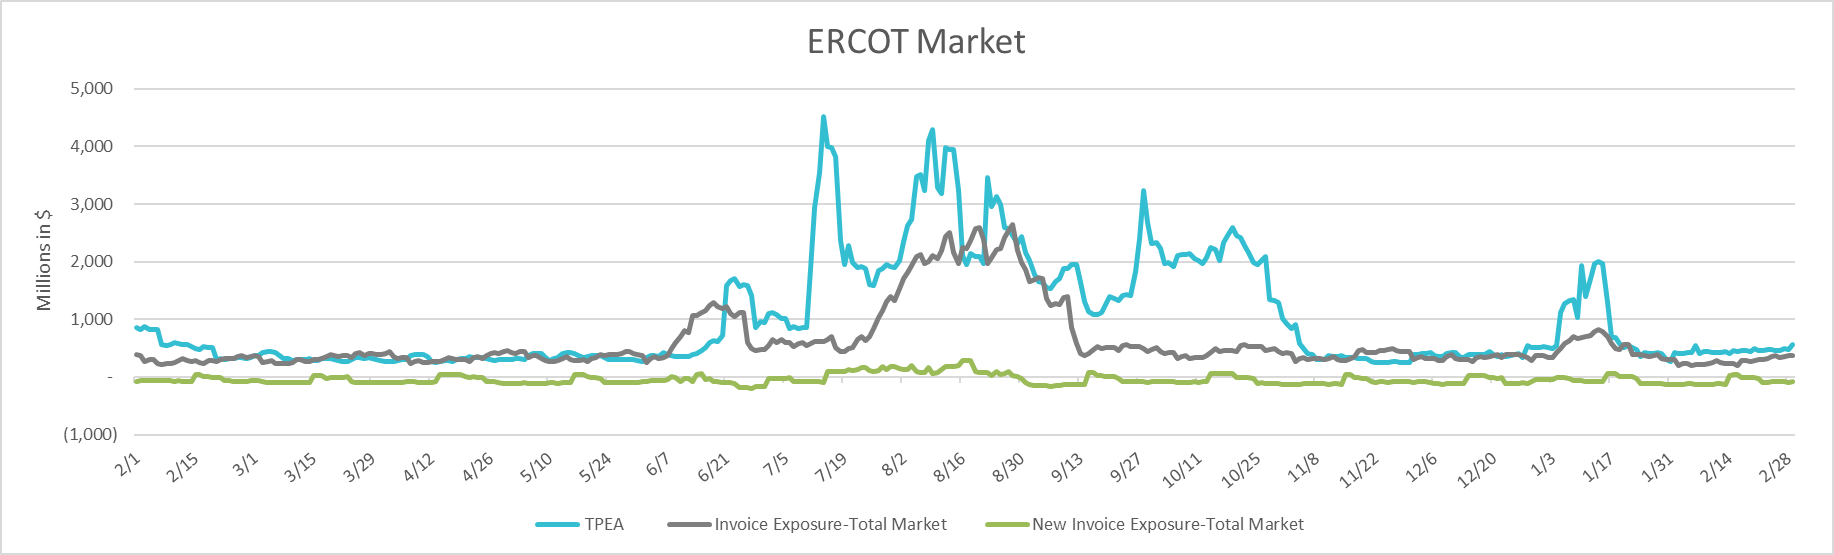 ERCOT Market
Millions in $
5,000
4,000
3,000
2,000
1,000
-
(1,000)
2/1 2/15 3/1 3/15 3/29 4/12 4/26 5/10 5/24 6/7 6/21 7/5 7/19 8/2 8/16 8/30 9/13 9/27 10/11 10/25 11/8 11/22 12/6 12/20 1/3 1/17 1/31 2/14 2/28
TPEA Invoice Exposure-Total Market New Invoice Exposure-Total Market